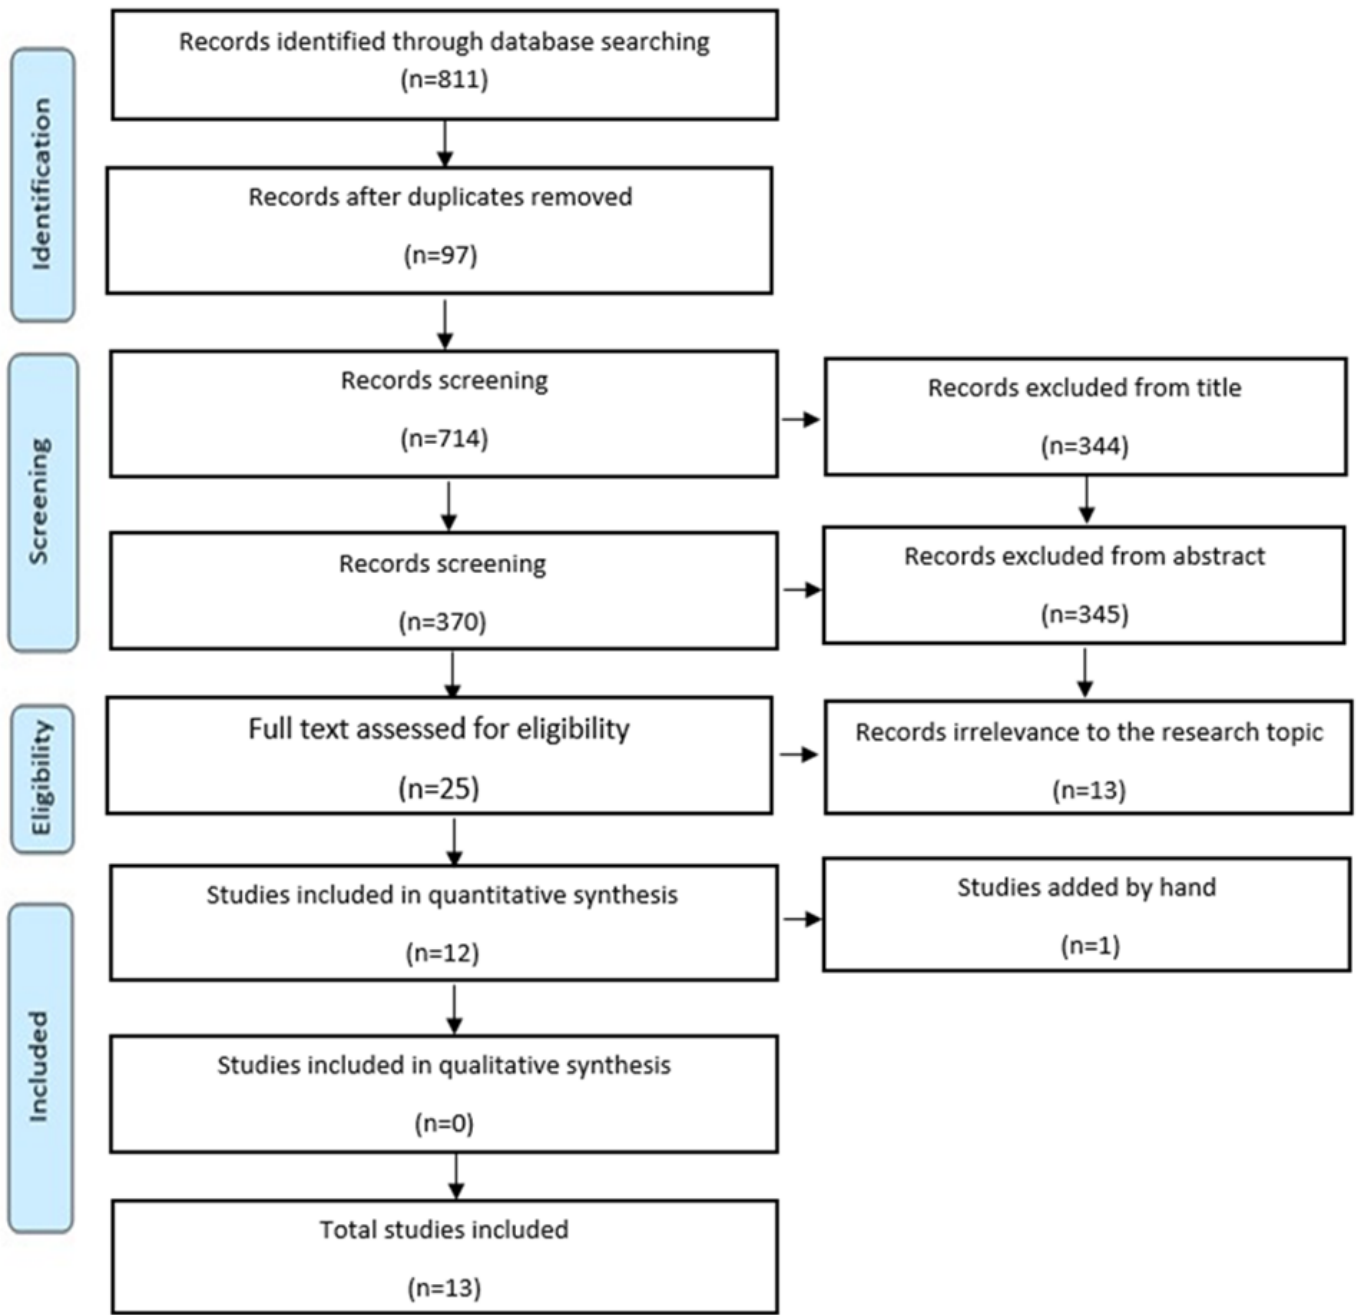 Identification
Records identified through database searching
(n=811)
Records after duplicates removed
(n=97)
Screening
Records screening
(n=714)
Records excluded from title
(n=344)
Records screening
(n=370)
Records excluded from abstract
(n=345)
Eligibility
Full text assessed for eligibility
(n=25)
Records irrelevance to the research topic
(n=13)
Included
Studies included in quantitative synthesis
(n=12)
Studies added by hand
(n=1)
Studies included in qualitative synthesis
(n=0)
Total studies included
(n=13)